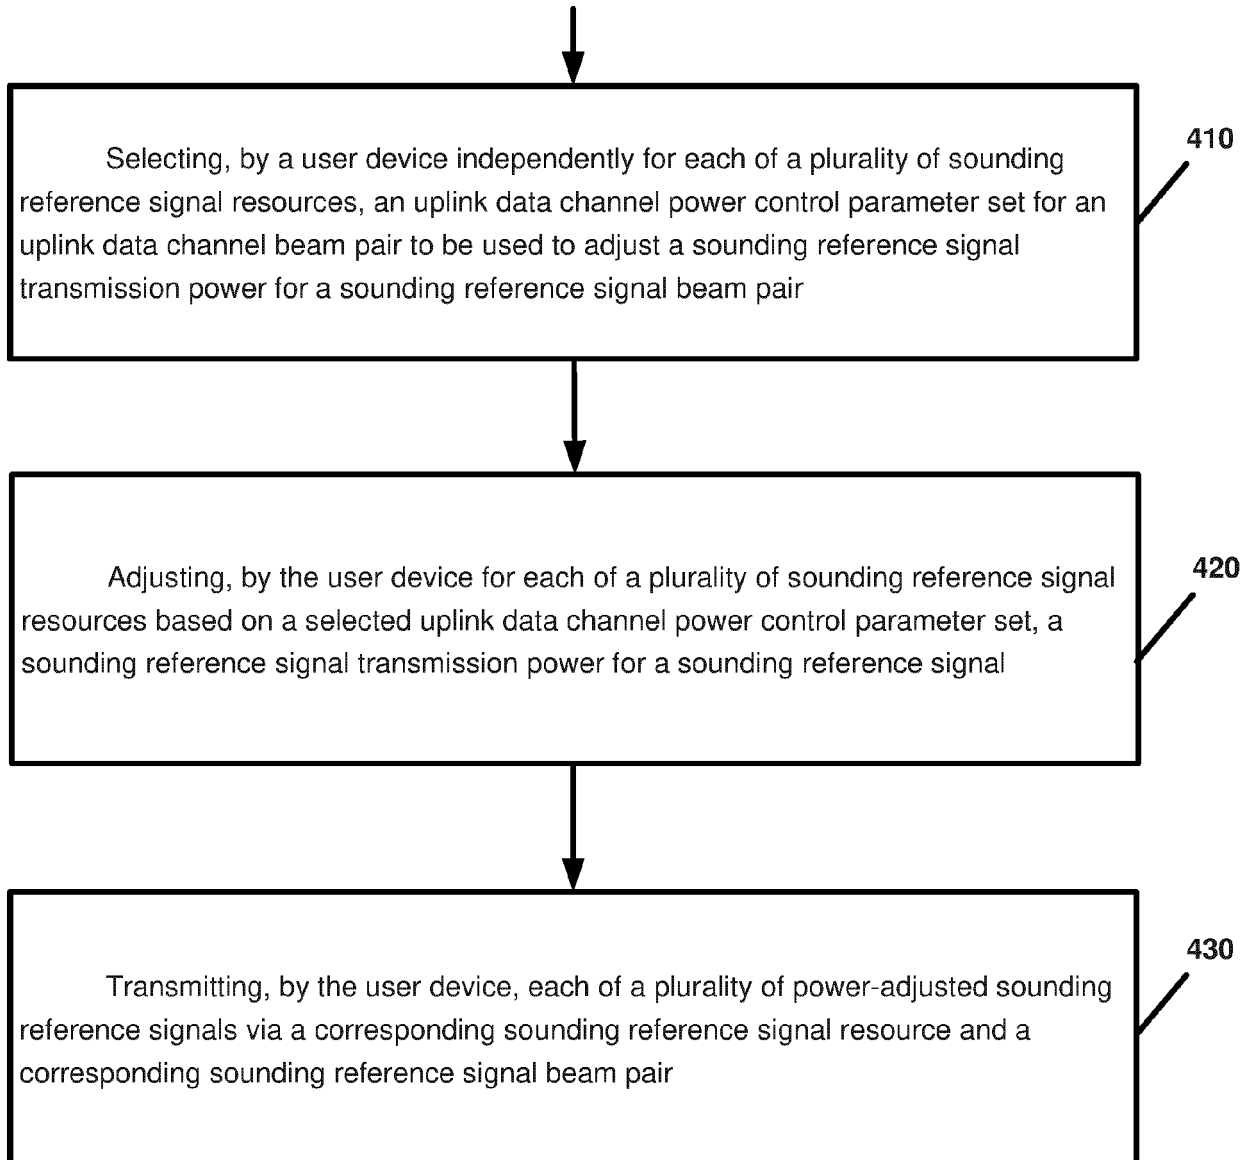 410
Selecting, by a user device independently for each of a plurality of sounding
reference signal resources, an uplink data channel power control parameter set for an
uplink data channel beam pair to be used to adjust a sounding reference signal
transmission power for a sounding reference signal beam pair
420
Adjusting, by the user device for each of a plurality of sounding reference signal
resources based on a selected uplink data channel power control parameter set, a
sounding reference signal transmission power for a sounding reference signal
430
Transmitting, by the user device, each of a plurality of power-adjusted sounding
reference signals via a corresponding sounding reference signal resource and a
corresponding sounding reference signal beam pair